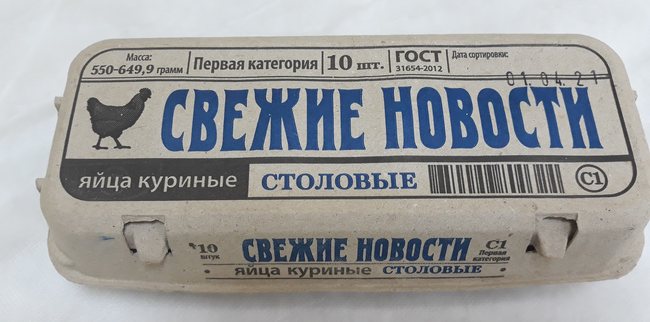 Масса:
550-649,9 грамм
Первая категория
10 шт.
ГОСТ
31654-2012
Дата сортировки:
01.04.21
СВЕЖИЕ НОВОСТИ
яйца куриные
СТОЛОВЫЕ
С1
10
штук
СВЕЖИЕ НОВОСТИ
С1
Первая
категория
яйца куриные СТОЛОВЫЕ